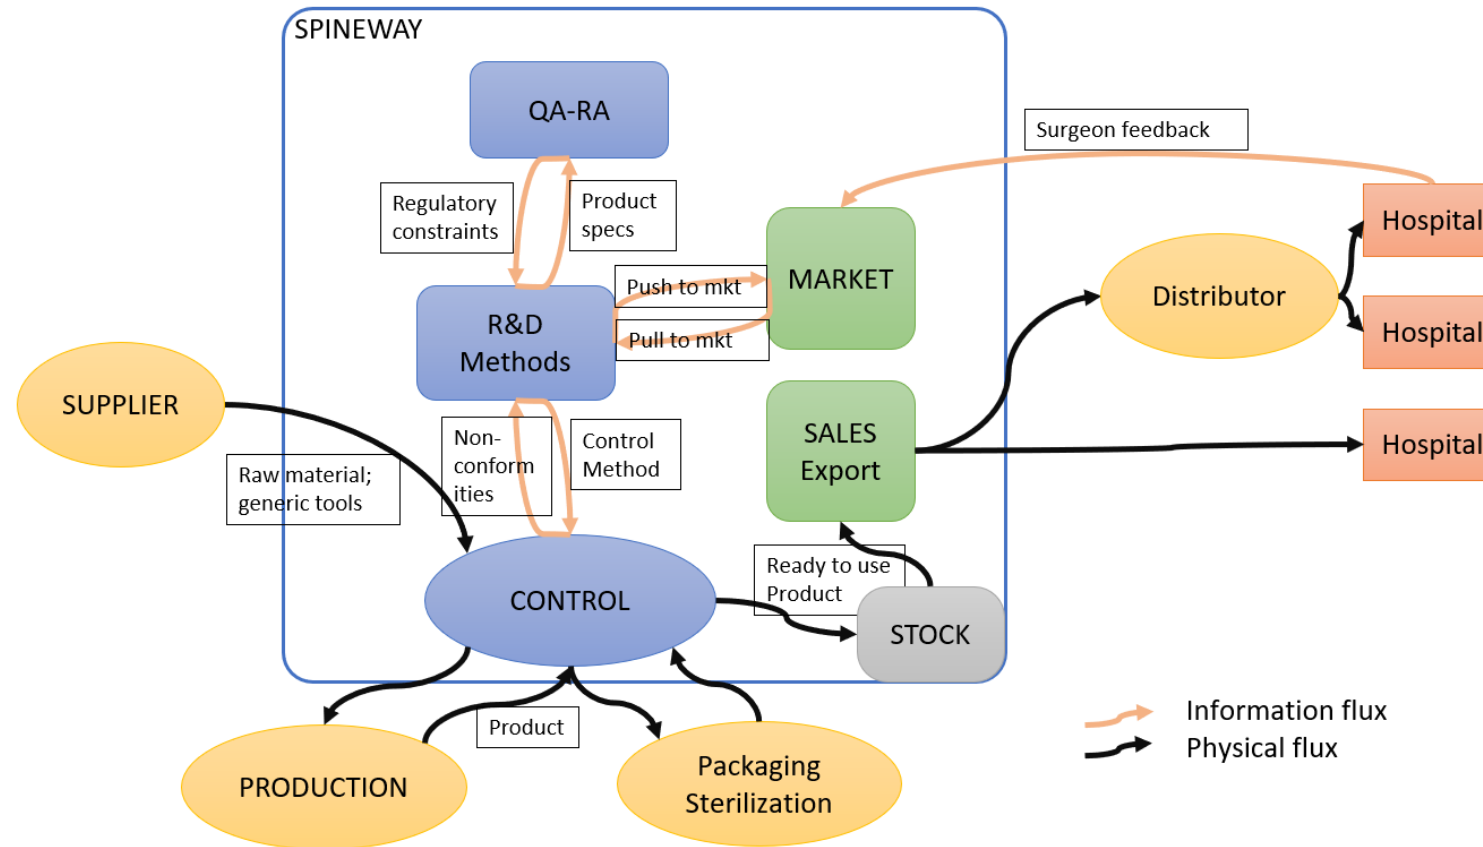 SPINEWAY
QA-RA
Surgeon feedback
Regulatory
constraints
Product
specs
Hospital
MARKET
Distributor
Push to mkt
Pull to mkt
R&D
Methods
Hospital
SUPPLIER
Non-
conform
ities
Control
Method
SALES
Export
Hospital
Raw material;
generic tools
CONTROL
Ready to use
Product
STOCK
Product
PRODUCTION
Packaging
Sterilization
Information flux
Physical flux